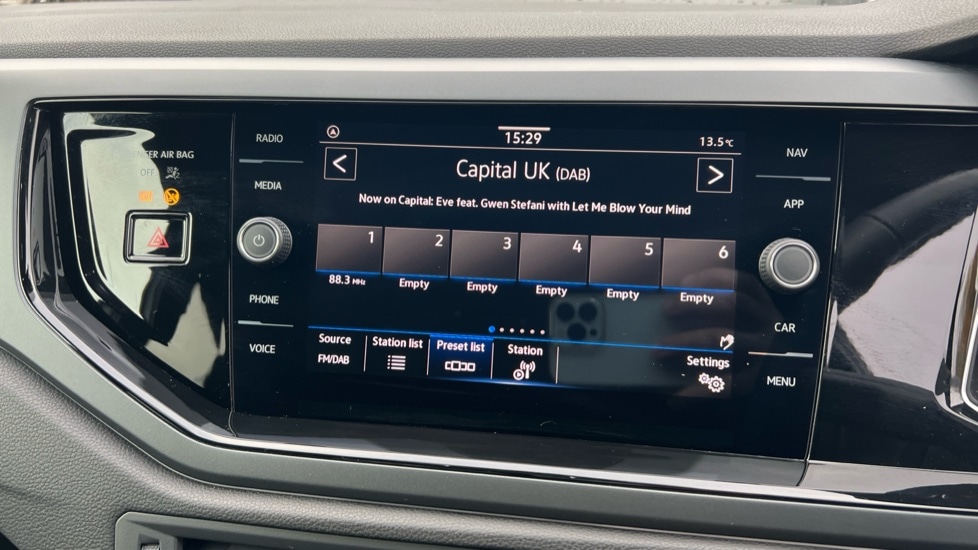 15:29
13.5°C
Capital UK (DAB)
Now on Capital: Eve feat. Gwen Stefani with Let Me Blow Your Mind
1 2 3 4 5 6
88.3 MHz Empty Empty Empty Empty Empty
Source
FM/DAB
Station list
Preset list
Station
Settings
RADIO
MEDIA
PHONE
VOICE
NAV
APP
CAR
MENU
AIR BAG
OFF